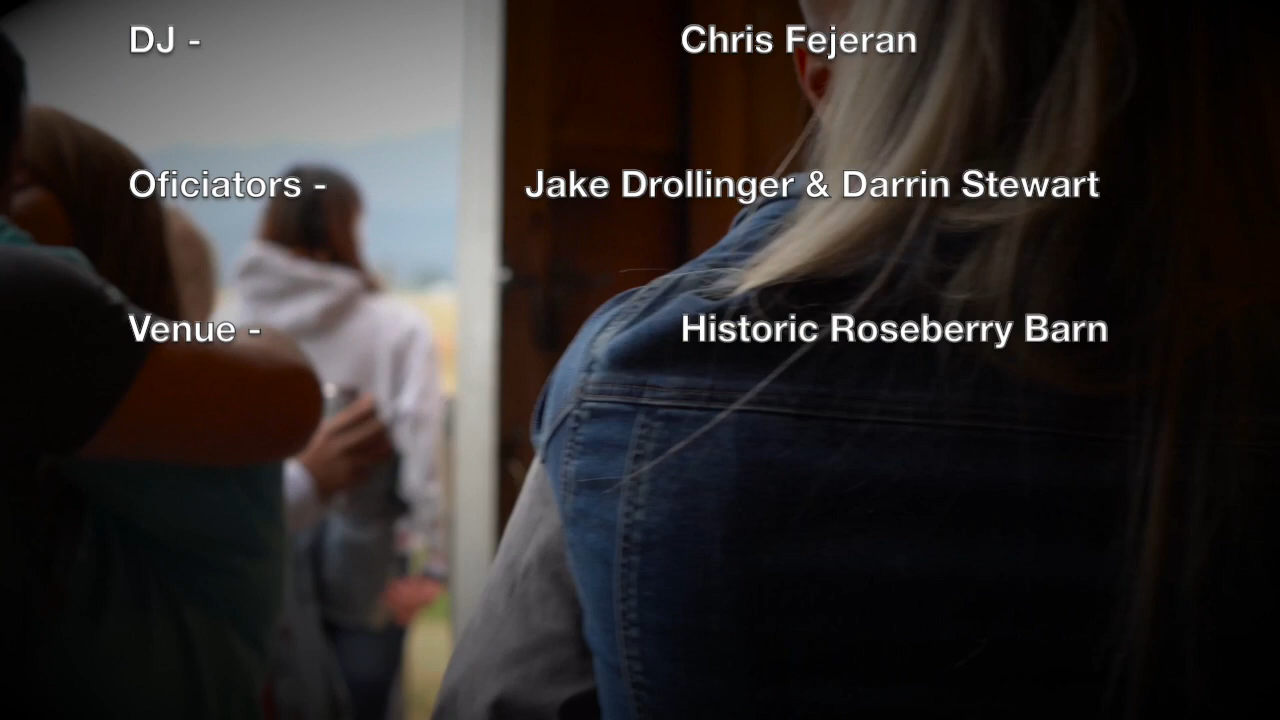 DJ - Chris Fejeran
Oficiators - Jake Drollinger & Darrin Stewart
Venue - Historic Roseberry Barn